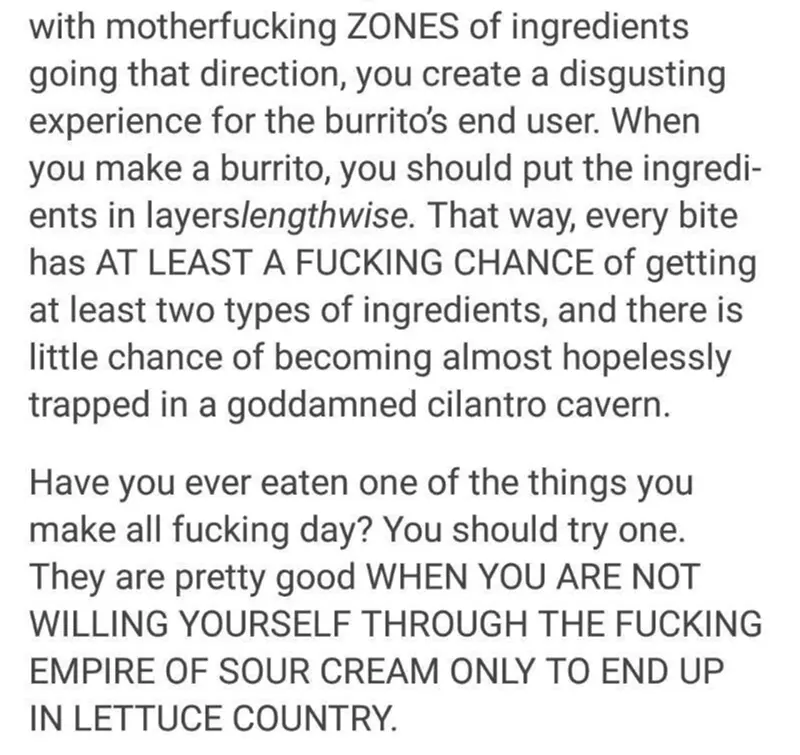 with motherfucking ZONES of ingredients
going that direction, you create a disgusting
experience for the burrito's end user. When
you make a burrito, you should put the ingredi-
ents in layerslengthwise. That way, every bite
has AT LEAST A FUCKING CHANCE of getting
at least two types of ingredients, and there is
little chance of becoming almost hopelessly
trapped in a goddamned cilantro cavern.
Have you ever eaten one of the things you
make all fucking day? You should try one.
They are pretty good WHEN YOU ARE NOT
WILLING YOURSELF THROUGH THE FUCKING
EMPIRE OF SOUR CREAM ONLY TO END UP
IN LETTUCE COUNTRY.